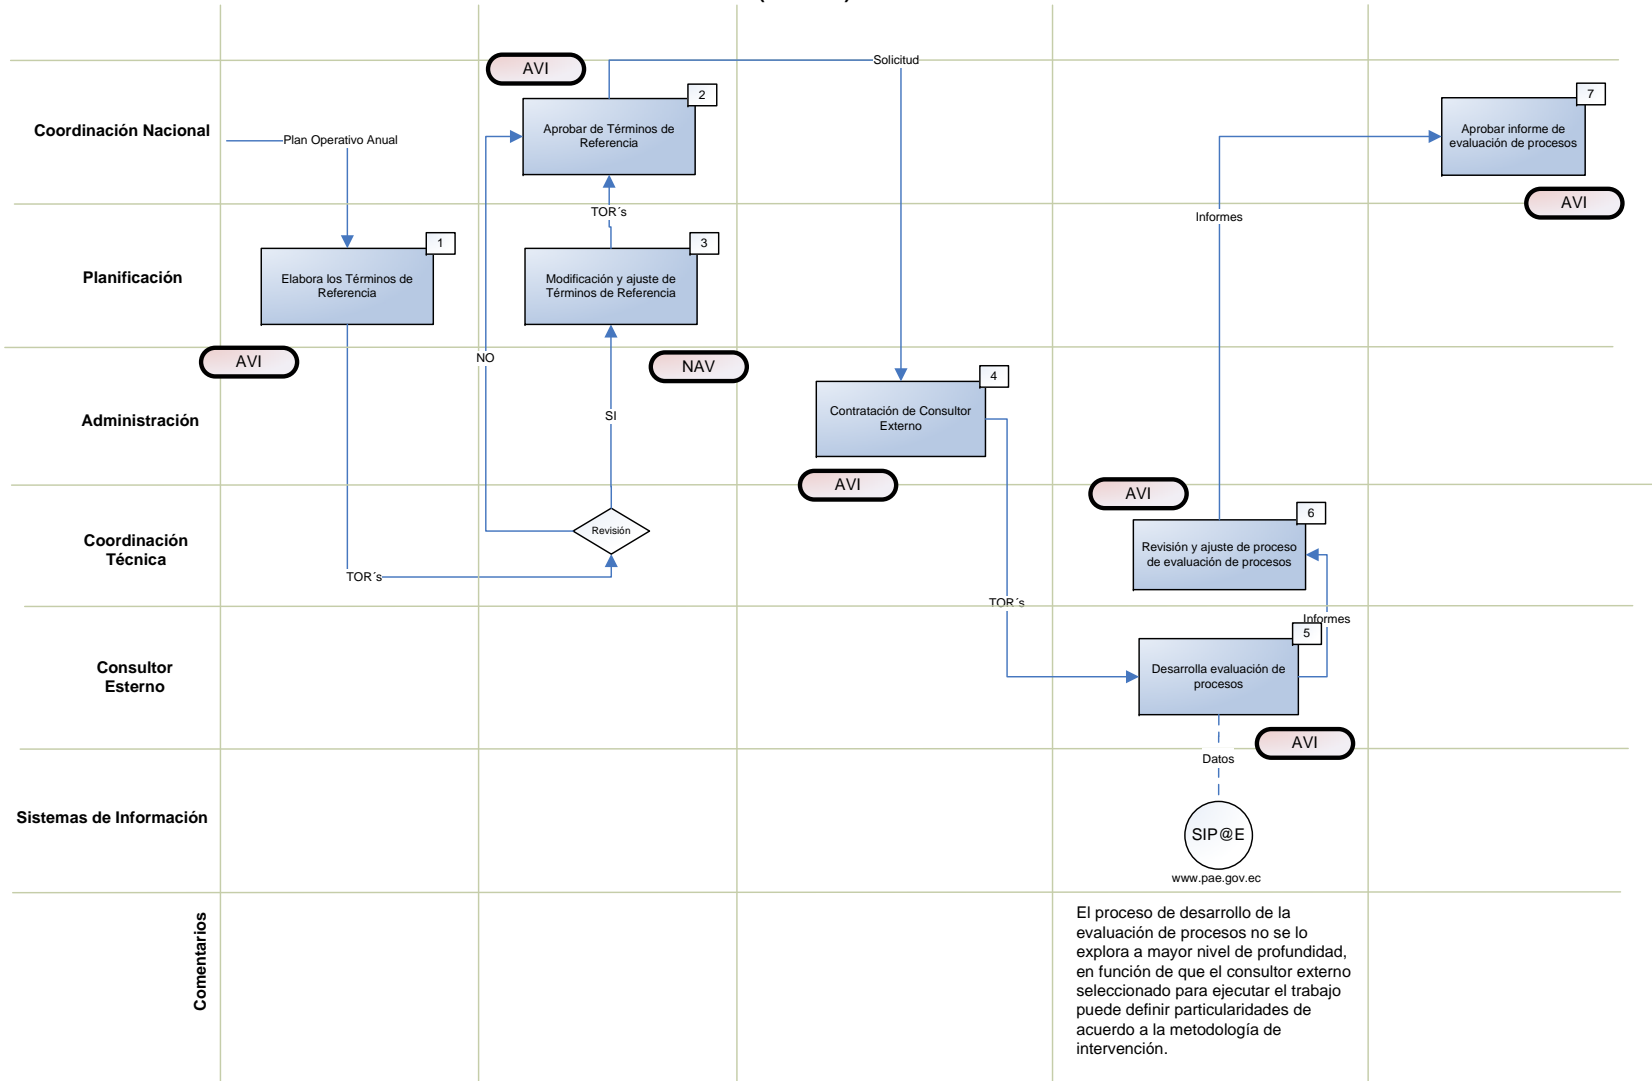 Solicitud
AVI
2
7
Coordinación Nacional
Plan Operativo Anual
Aprobar de Términos de
Referencia
Aprobar informe de
evaluación de procesos
AVI
TOR´s
Informes
1
3
Planificación
Elabora los Términos de
Referencia
Modificación y ajuste de
Términos de Referencia
AVI
NO
NAV
4
Administración
SI
Contratación de Consultor
Externo
AVI
AVI
6
Coordinación
Técnica
Revisión
Revisión y ajuste de proceso
de evaluación de procesos
TOR´s
TOR´s
Informes
5
Consultor
Esterno
Desarrolla evaluación de
procesos
AVI
Datos
Sistemas de Información
SIP@E
www.pae.gov.ec
Comentarios
El proceso de desarrollo de la
evaluación de procesos no se lo
explora a mayor nivel de profundidad,
en función de que el consultor externo
seleccionado para ejecutar el trabajo
puede definir particularidades de
acuerdo a la metodología de
intervención.